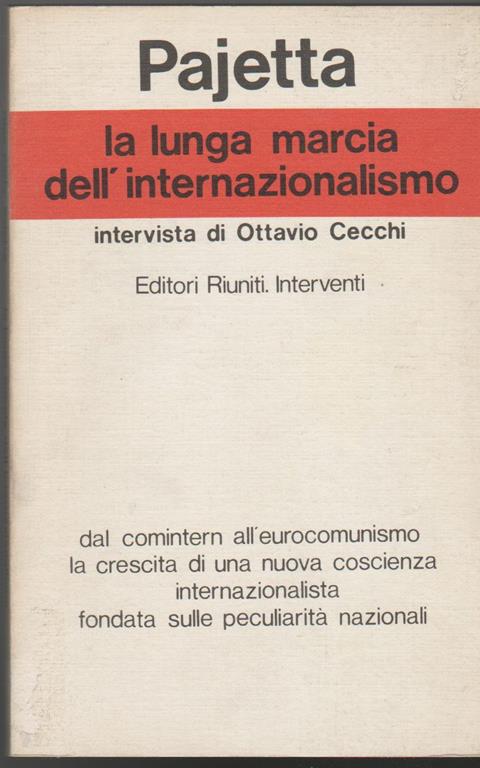 Pajetta
la lunga marcia
dell'internazionalismo
intervista di Ottavio Cecchi
Editori Riuniti. Interventi
dal comintern all'eurocomunismo
la crescita di una nuova coscienza
internazionalista
fondata sulle peculiarità nazionali